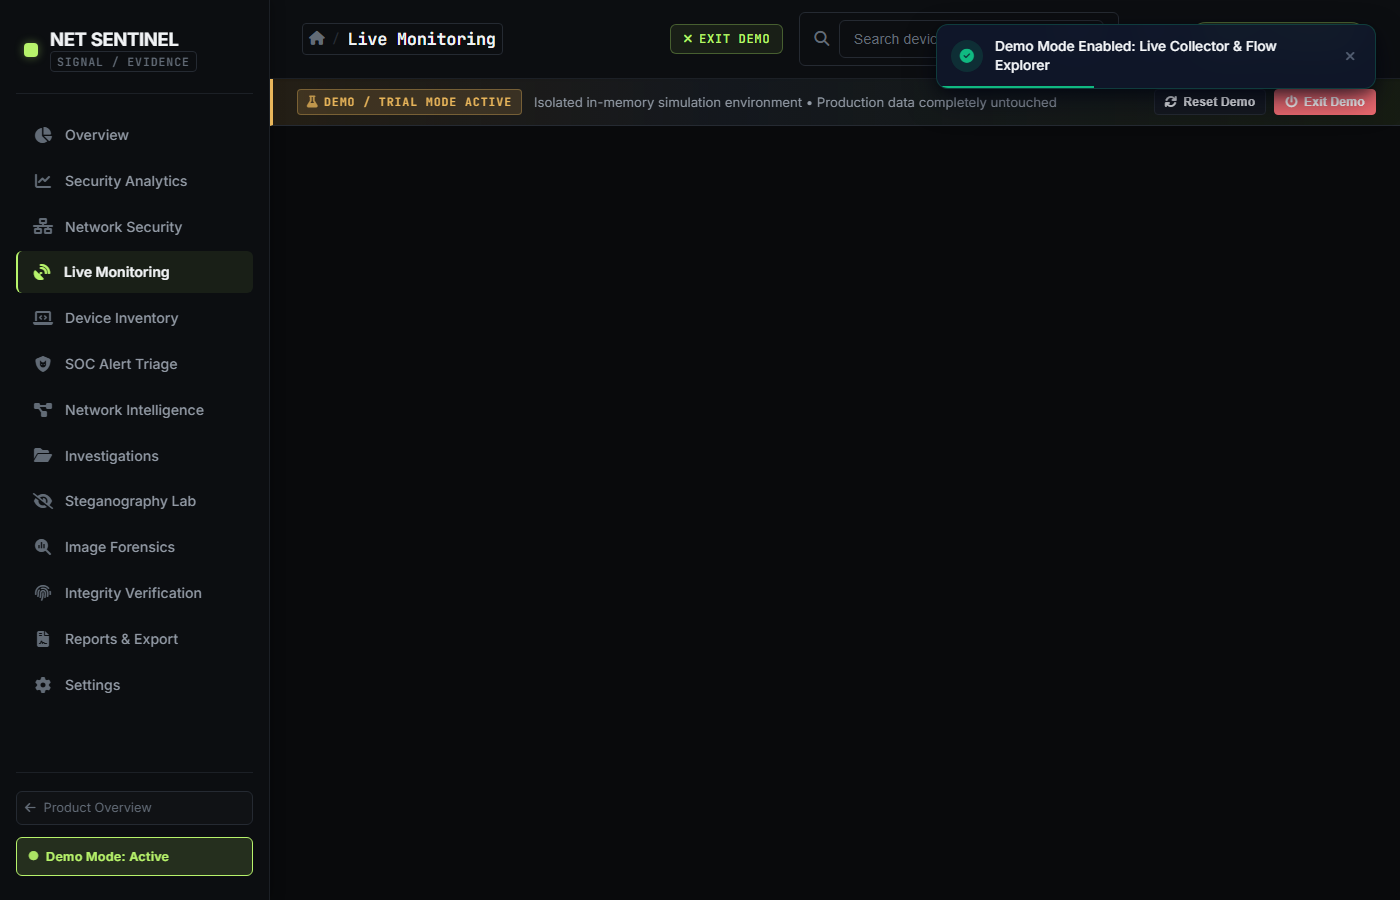 NET SENTINEL
SIGNAL / EVIDENCE
Overview
Security Analytics
Network Security
Live Monitoring
Device Inventory
SOC Alert Triage
Network Intelligence
Investigations
Steganography Lab
Image Forensics
Integrity Verification
Reports & Export
Settings
← Product Overview
Demo Mode: Active
/ Live Monitoring
✕ EXIT DEMO
Search devic
Demo Mode Enabled: Live Collector & Flow
Explorer
DEMO / TRIAL MODE ACTIVE
Isolated in-memory simulation environment • Production data completely untouched
Reset Demo
Exit Demo